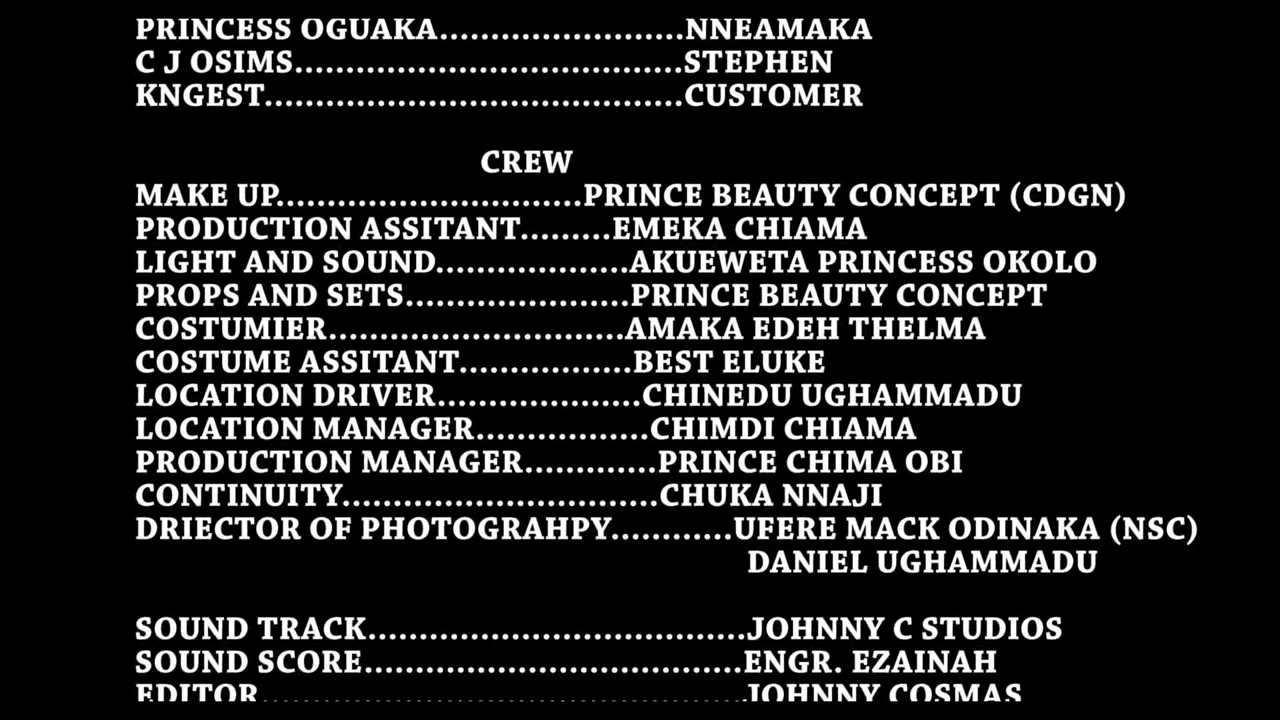 PRINCESS OGUAKA........................NNEAMAKA
C J OSIMS......................................STEPHEN
KNGEST.........................................CUSTOMER
CREW
MAKE UP..............................PRINCE BEAUTY CONCEPT (CDGN)
PRODUCTION ASSITANT.........EMEKA CHIAMA
LIGHT AND SOUND...................AKUEWETA PRINCESS OKOLO
PROPS AND SETS......................PRINCE BEAUTY CONCEPT
COSTUMIER.............................AMAKA EDEH THELMA
COSTUME ASSITANT.................BEST ELUKE
LOCATION DRIVER....................CHINEDU UGHAMMADU
LOCATION MANAGER.................CHIMDI CHIAMA
PRODUCTION MANAGER.............PRINCE CHIMA OBI
CONTINUITY...............................CHUKA NNAJI
DRIECTOR OF PHOTOGRAHPY............UFERE MACK ODINAKA (NSC)
DANIEL UGHAMMADU
SOUND TRACK.....................................JOHNNY C STUDIOS
SOUND SCORE.....................................ENGR. EZAINAH
EDITOR................................................JOHNNY COSMAS